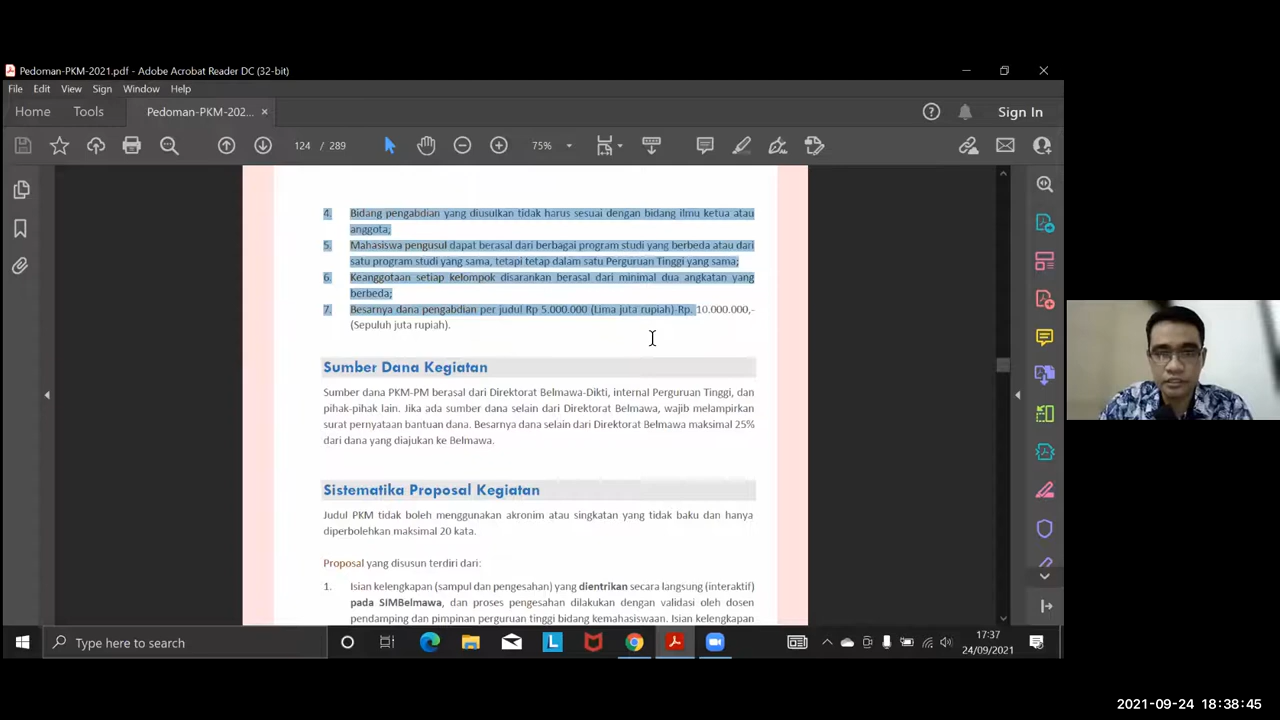 Pedoman-PKM-2021.pdf - Adobe Acrobat Reader DC (32-bit)
File Edit View Sign Window Help
Home Tools Pedoman-PKM-202... × Sign In
124 / 289 75%
4. Bidang pengabdian yang diusulkan tidak harus sesuai dengan bidang ilmu ketua atau
anggota;
5. Mahasiswa pengusul dapat berasal dari berbagai program studi yang berbeda atau dari
satu program studi yang sama, tetapi tetap dalam satu Perguruan Tinggi yang sama;
6. Keanggotaan setiap kelompok disarankan berasal dari minimal dua angkatan yang
berbeda;
7. Besarnya dana pengabdian per judul Rp 5.000.000 (Lima juta rupiah)-Rp. 10.000.000,-
(Sepuluh juta rupiah).
Sumber Dana Kegiatan
Sumber dana PKM-PM berasal dari Direktorat Belmawa-Dikti, internal Perguruan Tinggi, dan
pihak-pihak lain. Jika ada sumber dana selain dari Direktorat Belmawa, wajib melampirkan
surat pernyataan bantuan dana. Besarnya dana selain dari Direktorat Belmawa maksimal 25%
dari dana yang diajukan ke Belmawa.
Sistematika Proposal Kegiatan
Judul PKM tidak boleh menggunakan akronim atau singkatan yang tidak baku dan hanya
diperbolehkan maksimal 20 kata.
Proposal yang disusun terdiri dari:
1. Isian kelengkapan (sampul dan pengesahan) yang dientrikan secara langsung (interaktif)
pada SIMBelmawa, dan proses pengesahan dilakukan dengan validasi oleh dosen
pendamping dan pimpinan perguruan tinggi bidang kemahasiswaan. Isian kelengkapan
Type here to search
17:37
24/09/2021
2021-09-24 18:38:45